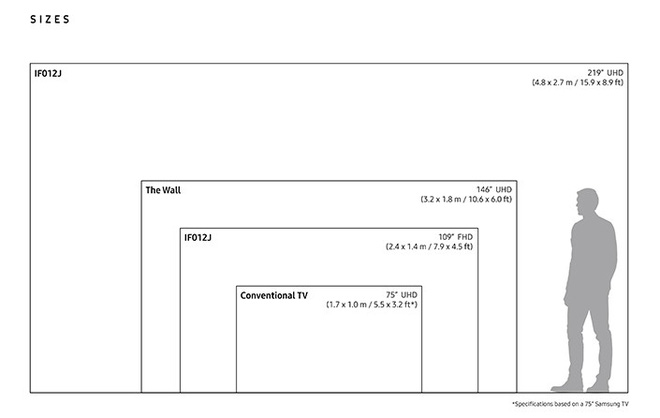 SIZES
IF012J
219" UHD
(4.8 x 2.7 m / 15.9 x 8.9 ft)
The Wall
146" UHD
(3.2 x 1.8 m / 10.6 x 6.0 ft)
IF012J
109" FHD
(2.4 x 1.4 m / 7.9 x 4.5 ft)
Conventional TV
75" UHD
(1.7 x 1.0 m / 5.5 x 3.2 ft*)
*Specifications based on a 75" Samsung TV